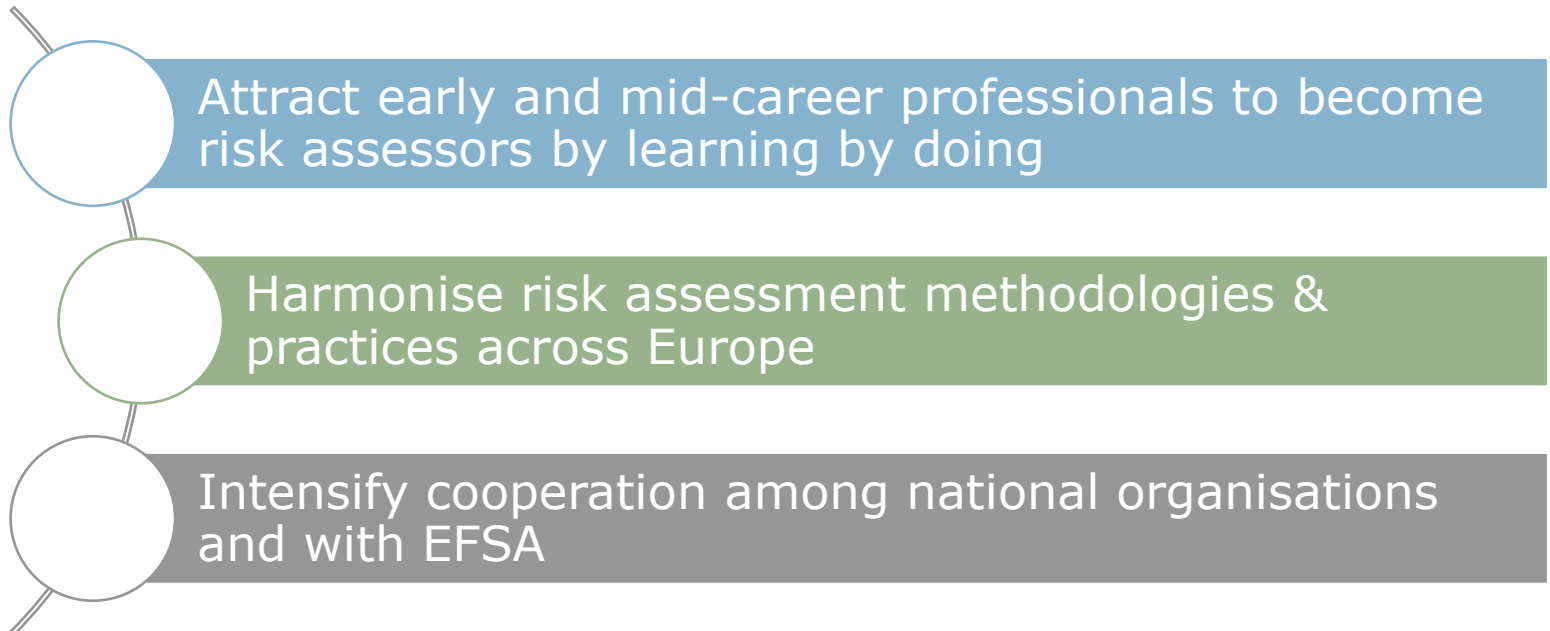 Attract early and mid-career professionals to become
risk assessors by learning by doing
Harmonise risk assessment methodologies &
practices across Europe
Intensify cooperation among national organisations
and with EFSA